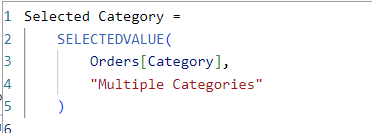 1 Selected Category =
2 SELECTEDVALUE(
3 Orders[Category],
4 "Multiple Categories"
5 )
6